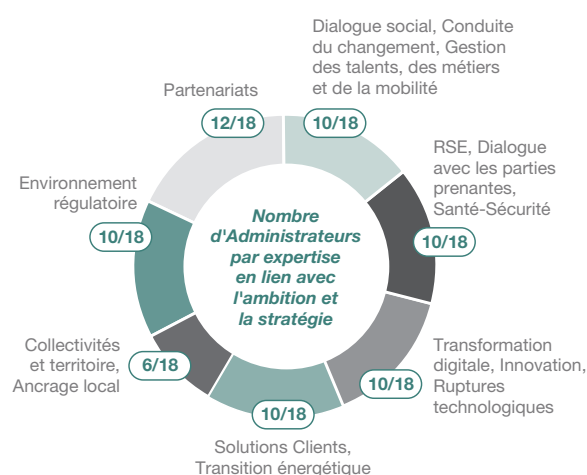 Dialogue social, Conduite
du changement, Gestion
des talents, des métiers
et de la mobilité
10/18
RSE, Dialogue
avec les parties
prenantes,
Santé-Sécurité
10/18
Transformation
digitale, Innovation,
Ruptures
technologiques
10/18
Solutions Clients,
Transition énergétique
10/18
Collectivités
et territoire,
Ancrage local
6/18
Environnement
régulatoire
10/18
Partenariats
12/18
Nombre
d'Administrateurs
par expertise
en lien avec
l'ambition et
la stratégie